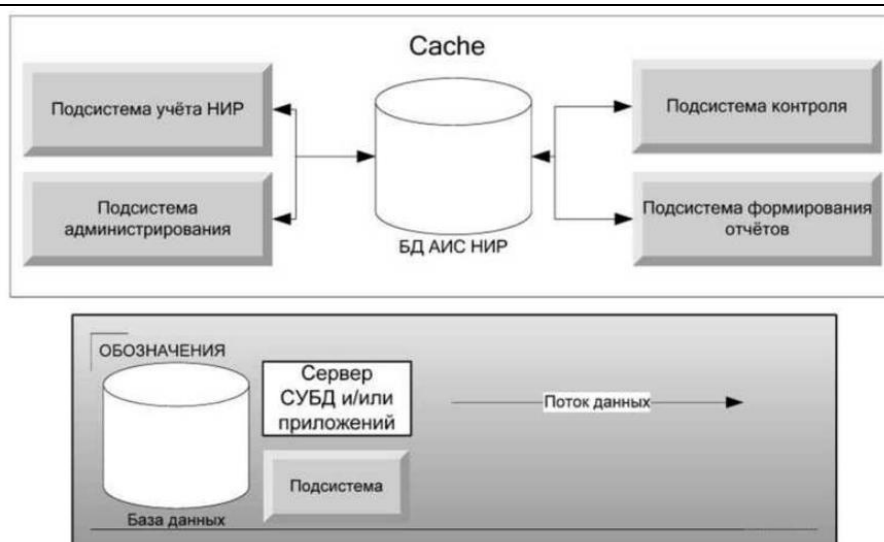 Cache
Подсистема учёта НИР
Подсистема
администрирования
БД АИС НИР
Подсистема контроля
Подсистема формирования
отчётов
ОБОЗНАЧЕНИЯ
База данных
Сервер
СУБД и/или
приложений
Подсистема
Поток данных